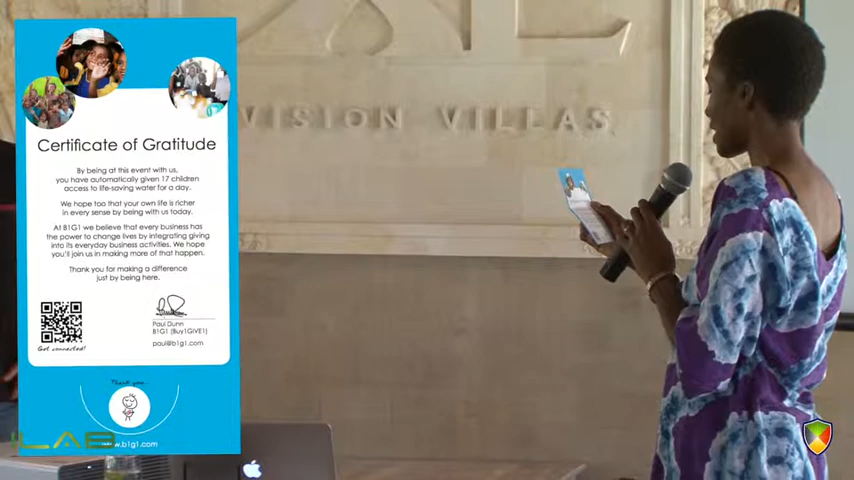 VISION VILLAS
Certificate of Gratitude
By being at this event with us,
you have automatically given 17 children
access to life-saving water for a day.
We hope too that your own life is richer
in every sense by being with us today.
At B1G1 we believe that every business has
the power to change lives by integrating giving
into its everyday business activities. We hope
you'll join us in making more of that happen.
Thank you for making a difference
just by being here.
Paul Dunn
B1G1 (Buy1GIVE1)
Get connected!
paul@b1g1.com
Thank you...
LAB
www.b1g1.com